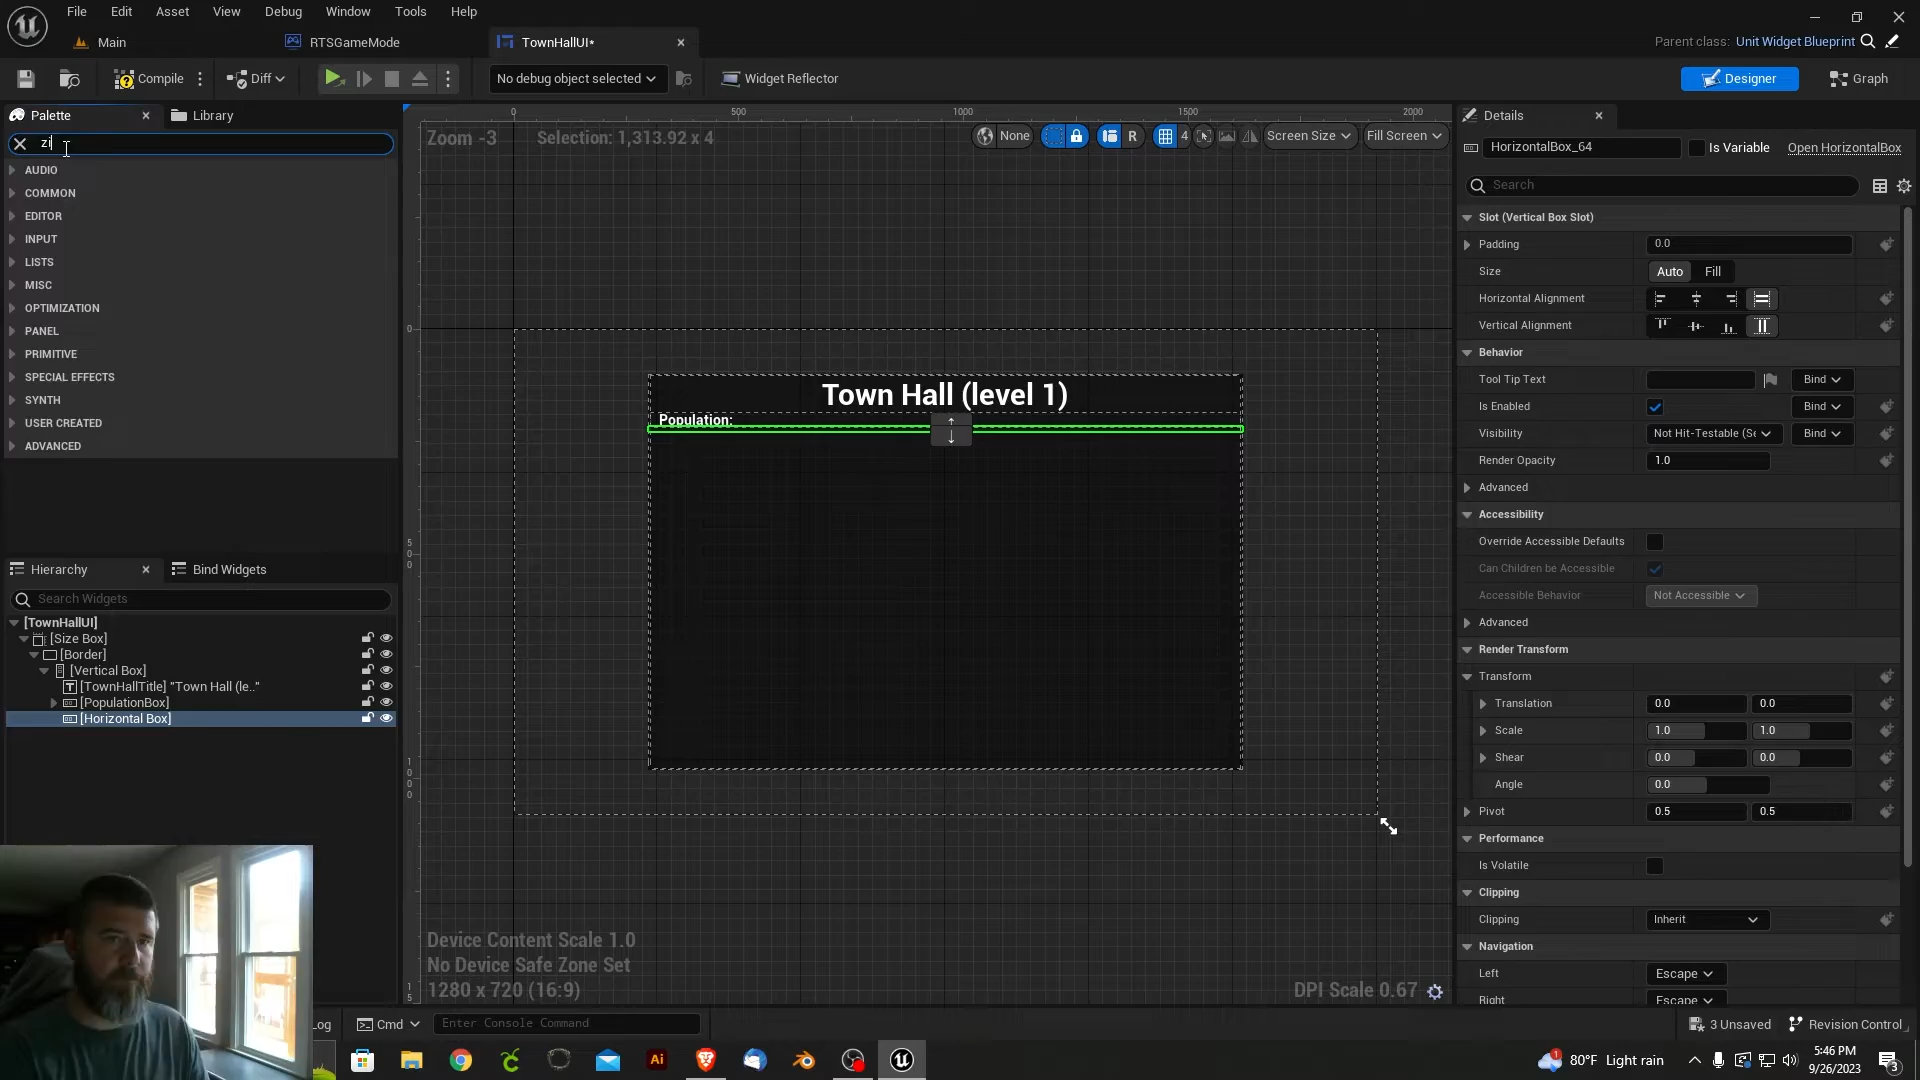 File Edit Asset View Debug Window Tools Help
Main RTSGameMode TownHallUI*
Parent class: Unit Widget Blueprint
Compile Diff No debug object selected Widget Reflector Designer Graph
Palette Library
zi
AUDIO
COMMON
EDITOR
INPUT
LISTS
MISC
OPTIMIZATION
PANEL
PRIMITIVE
SPECIAL EFFECTS
SYNTH
USER CREATED
ADVANCED
Hierarchy Bind Widgets
Search Widgets
[TownHallUI]
[Size Box]
[Border]
[Vertical Box]
[TownHallTitle] "Town Hall (le.."
[PopulationBox]
[Horizontal Box]
0 500 1000 1500 2000
Zoom -3 Selection: 1,313.92 x 4 None R 4 Screen Size Fill Screen
0
500
1000
15
Town Hall (level 1)
Population:
Device Content Scale 1.0
No Device Safe Zone Set
1280 x 720 (16:9) DPI Scale 0.67
Details
HorizontalBox_64 Is Variable Open HorizontalBox
Search
Slot (Vertical Box Slot)
Padding 0.0
Size Auto Fill
Horizontal Alignment
Vertical Alignment
Behavior
Tool Tip Text Bind
Is Enabled Bind
Visibility Not Hit-Testable (Se Bind
Render Opacity 1.0
Advanced
Accessibility
Override Accessible Defaults
Can Children be Accessible
Accessible Behavior Not Accessible
Advanced
Render Transform
Transform
Translation 0.0 0.0
Scale 1.0 1.0
Shear 0.0 0.0
Angle 0.0
Pivot 0.5 0.5
Performance
Is Volatile
Clipping
Clipping Inherit
Navigation
Left Escape
Right Escape
Log Cmd Enter Console Command 3 Unsaved Revision Control
Ai 1 80°F Light rain 5:46 PM
9/26/2023 3